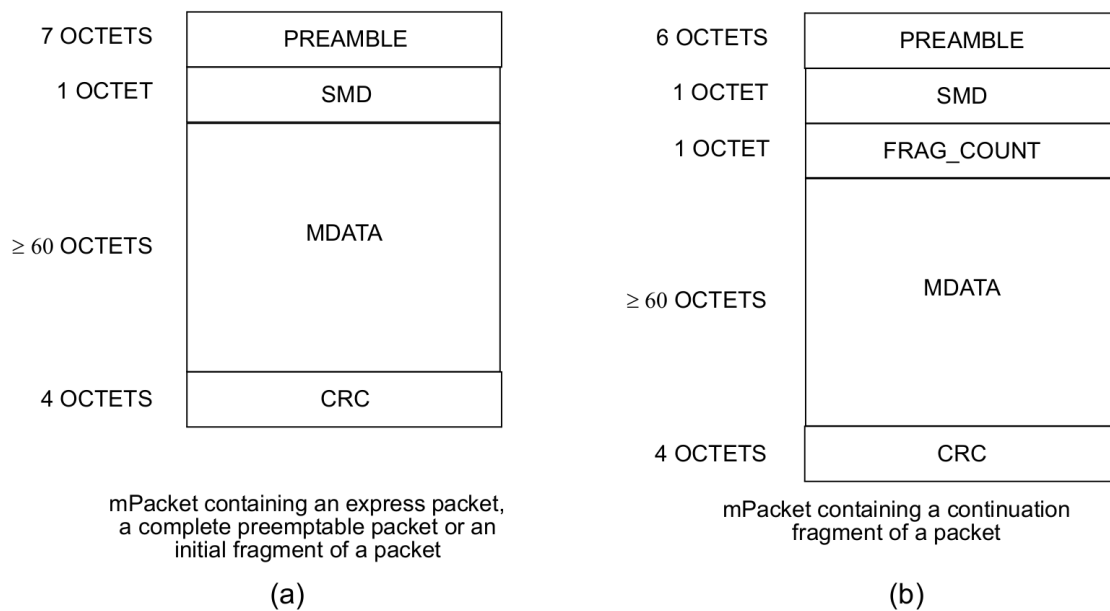 7 OCTETS PREAMBLE
1 OCTET SMD
≥ 60 OCTETS MDATA
4 OCTETS CRC
mPacket containing an express packet,
a complete preemptable packet or an
initial fragment of a packet
(a)
6 OCTETS PREAMBLE
1 OCTET SMD
1 OCTET FRAG_COUNT
≥ 60 OCTETS MDATA
4 OCTETS CRC
mPacket containing a continuation
fragment of a packet
(b)